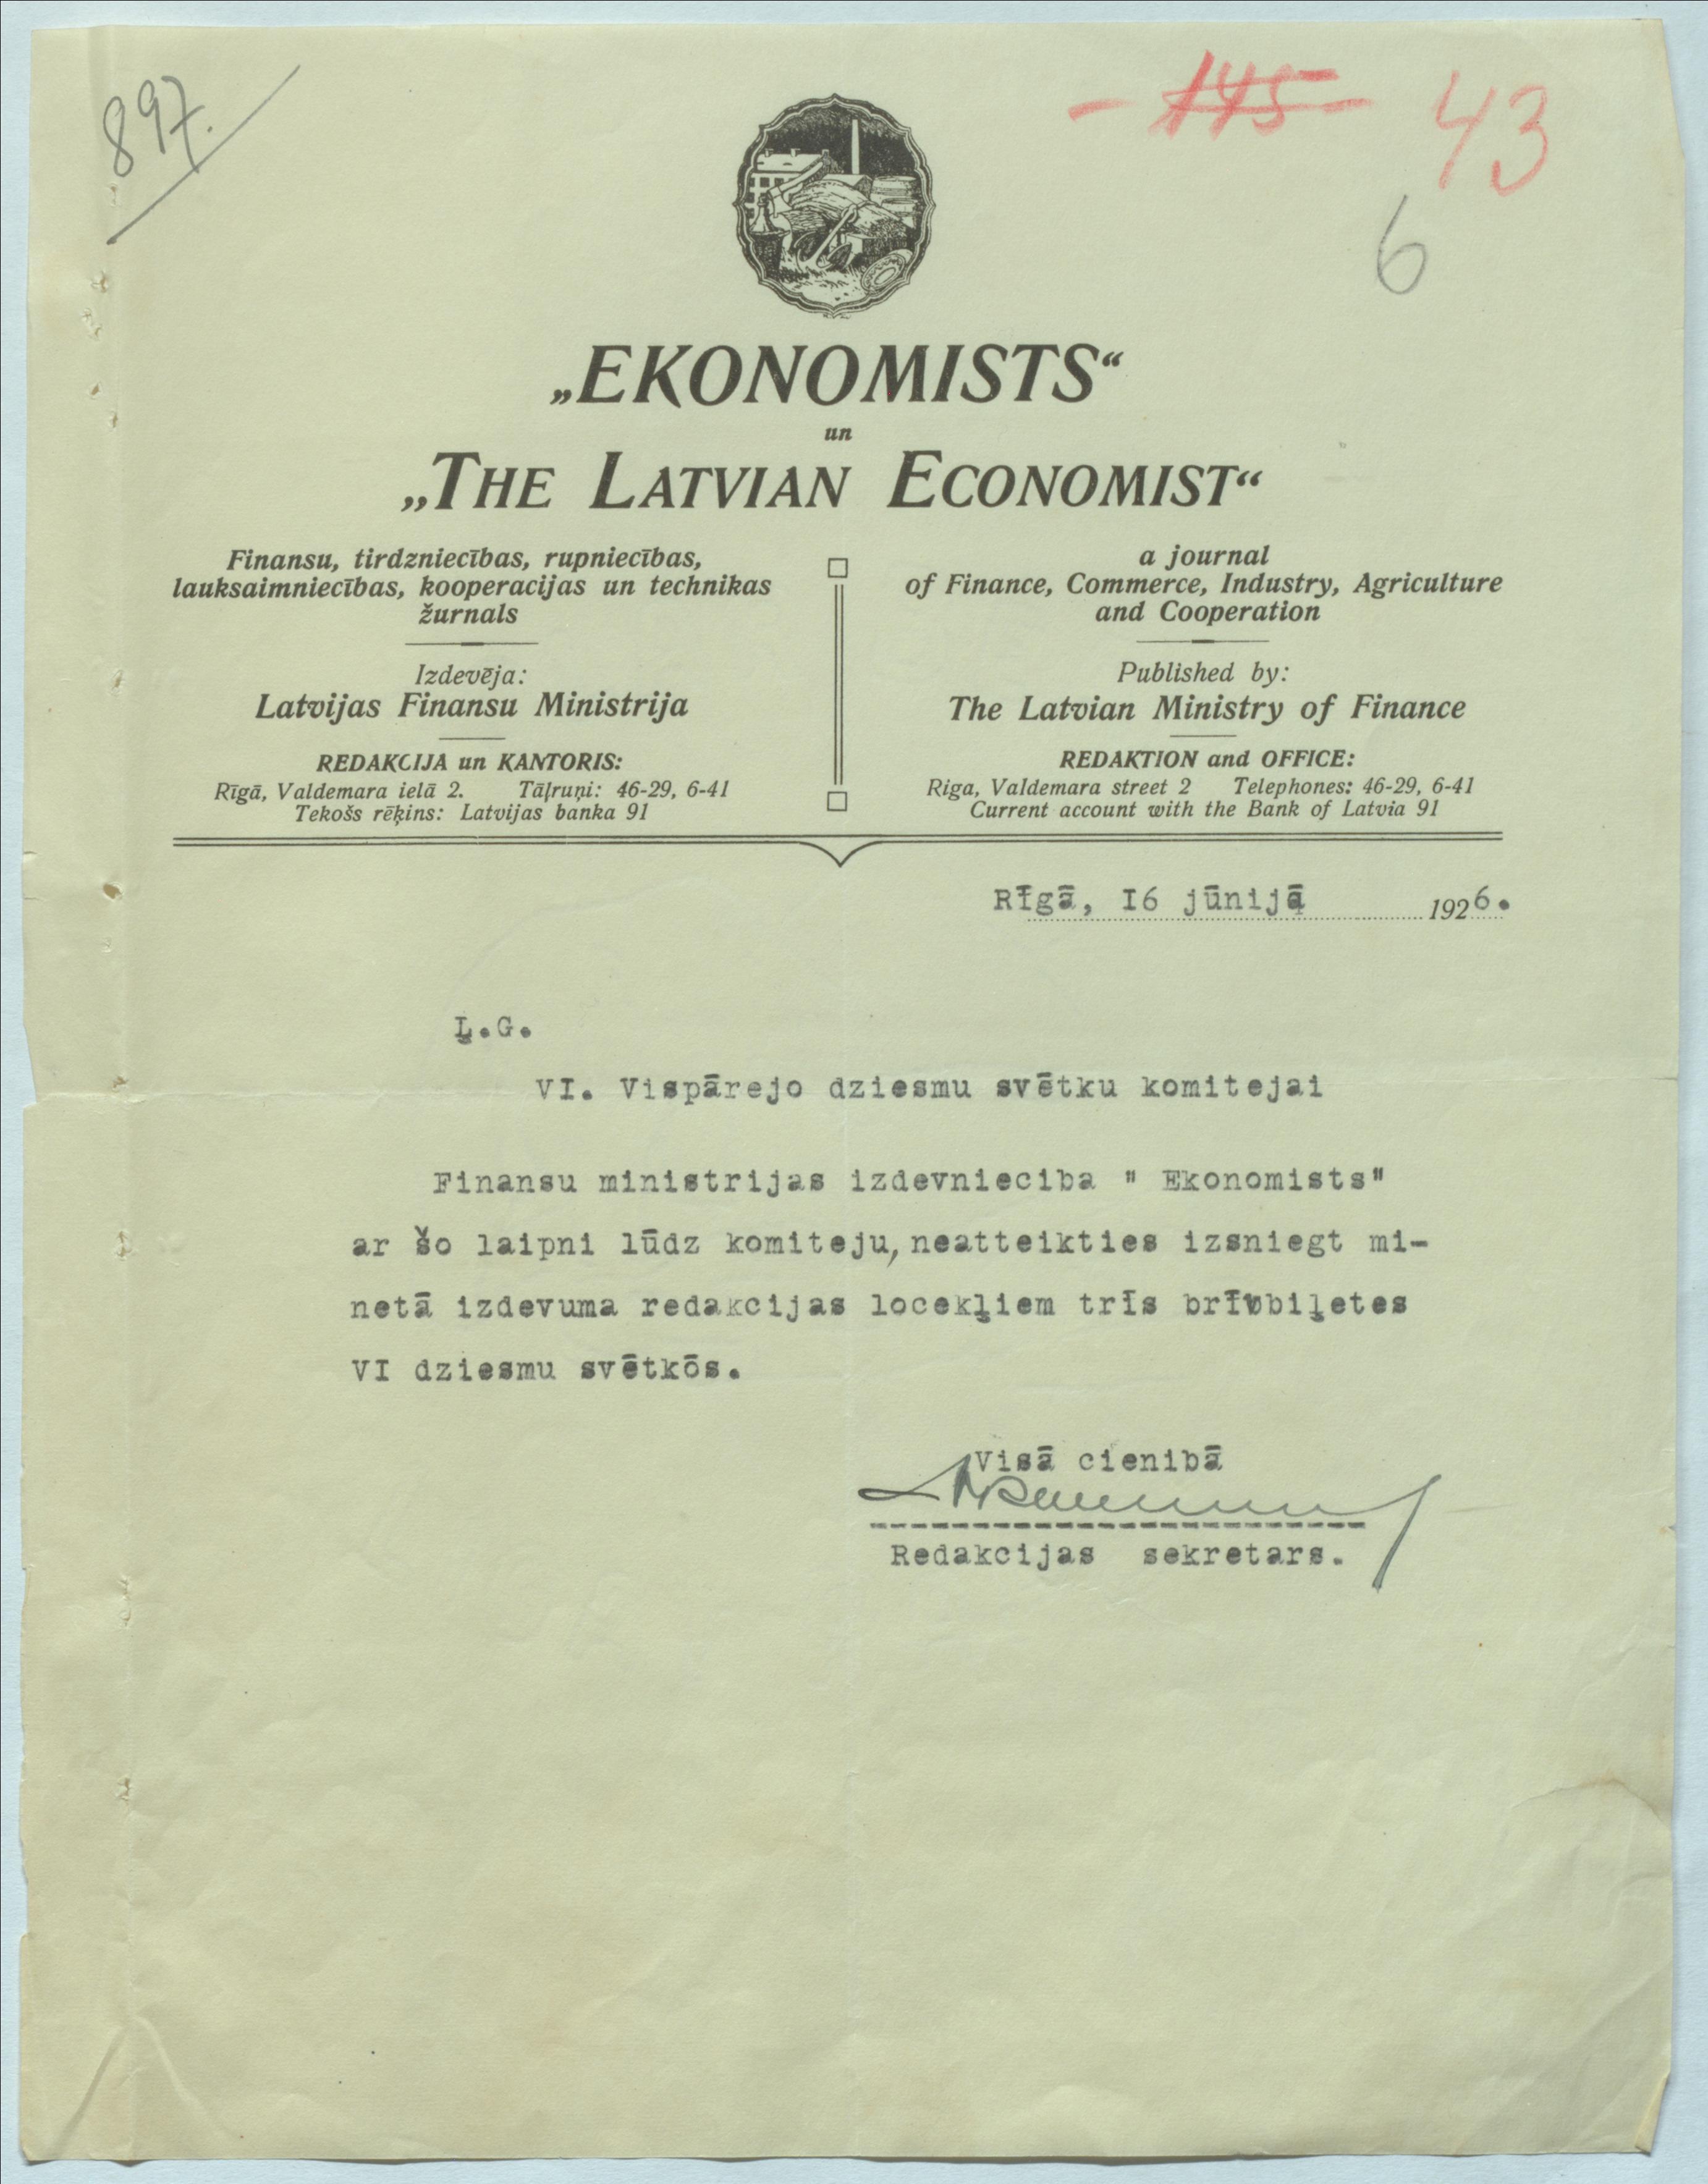 897.
145
43
6
„EKONOMISTS“
un
„THE LATVIAN ECONOMIST“
Finansu, tirdzniecības, rupniecības,
lauksaimniecības, kooperacijas un technikas
žurnals
Izdevēja:
Latvijas Finansu Ministrija
REDAKCIJA un KANTORIS:
Rīgā, Valdemara ielā 2. Tāļruņi: 46-29, 6-41
Tekošs rēķins: Latvijas banka 91
a journal
of Finance, Commerce, Industry, Agriculture
and Cooperation
Published by:
The Latvian Ministry of Finance
REDAKTION and OFFICE:
Riga, Valdemara street 2 Telephones: 46-29, 6-41
Current account with the Bank of Latvia 91
Rīgā, I6 jūnijā 1926.
Ļ.G.
VI. Vispārejo dziesmu svētku komitejai
Finansu ministrijas izdevnieciba " Ekonomists"
ar šo laipni lūdz komiteju, neatteikties izsniegt mi-
netā izdevuma redakcijas locekļiem trīs brīvbiļetes
VI dziesmu svētkōs.
Visā cienibā
Redakcijas sekretars.